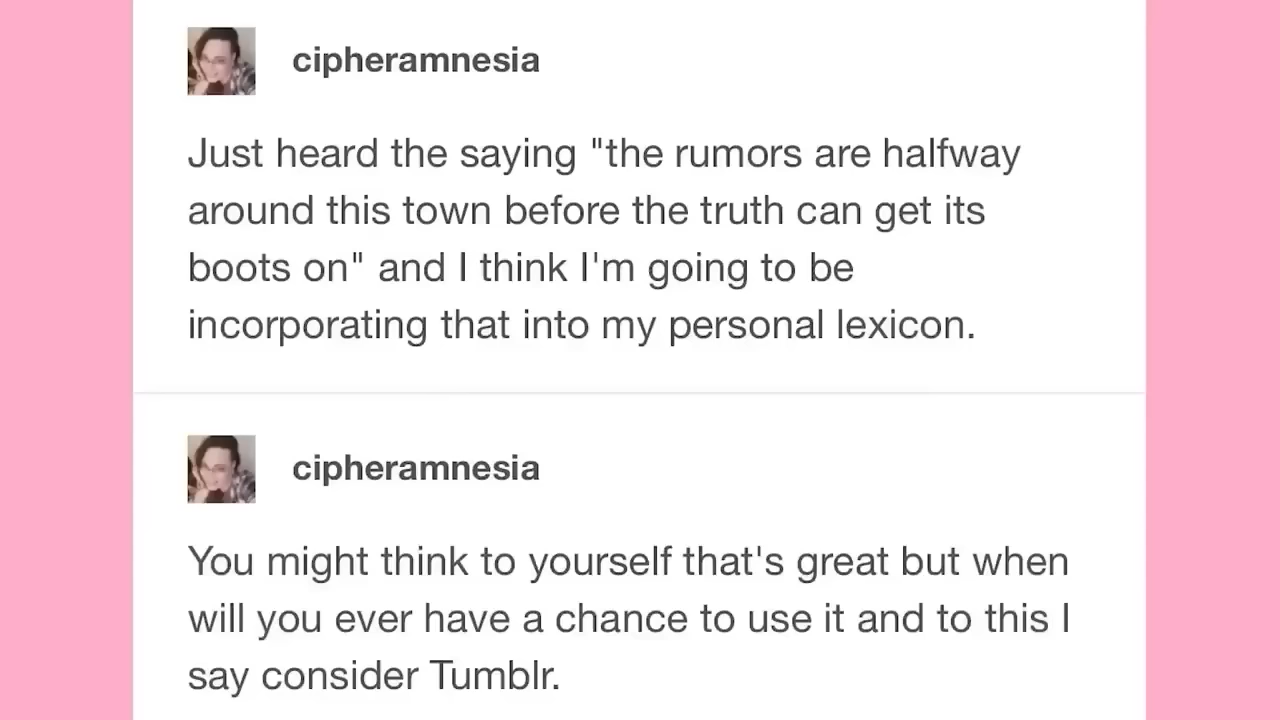 cipheramnesia
Just heard the saying "the rumors are halfway
around this town before the truth can get its
boots on" and I think I'm going to be
incorporating that into my personal lexicon.
cipheramnesia
You might think to yourself that's great but when
will you ever have a chance to use it and to this I
say consider Tumblr.